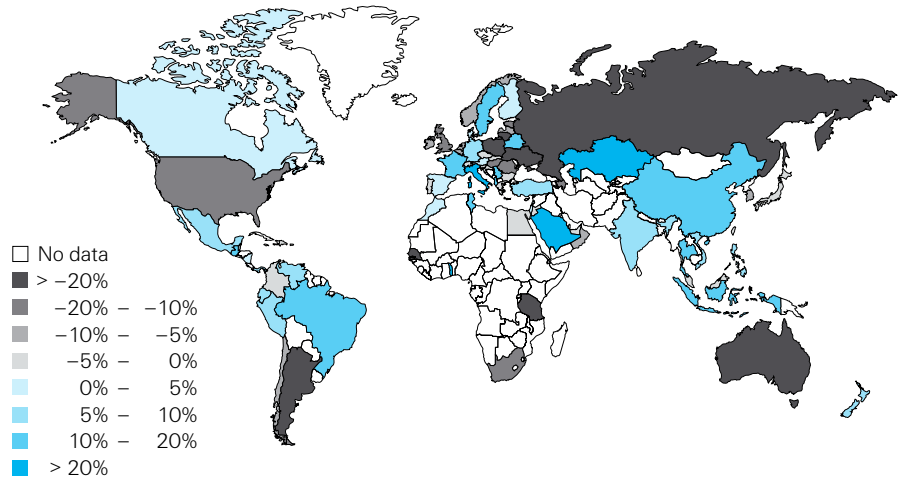 No data
> −20%
−20% – −10%
−10% – −5%
−5% – 0%
0% – 5%
5% – 10%
10% – 20%
> 20%